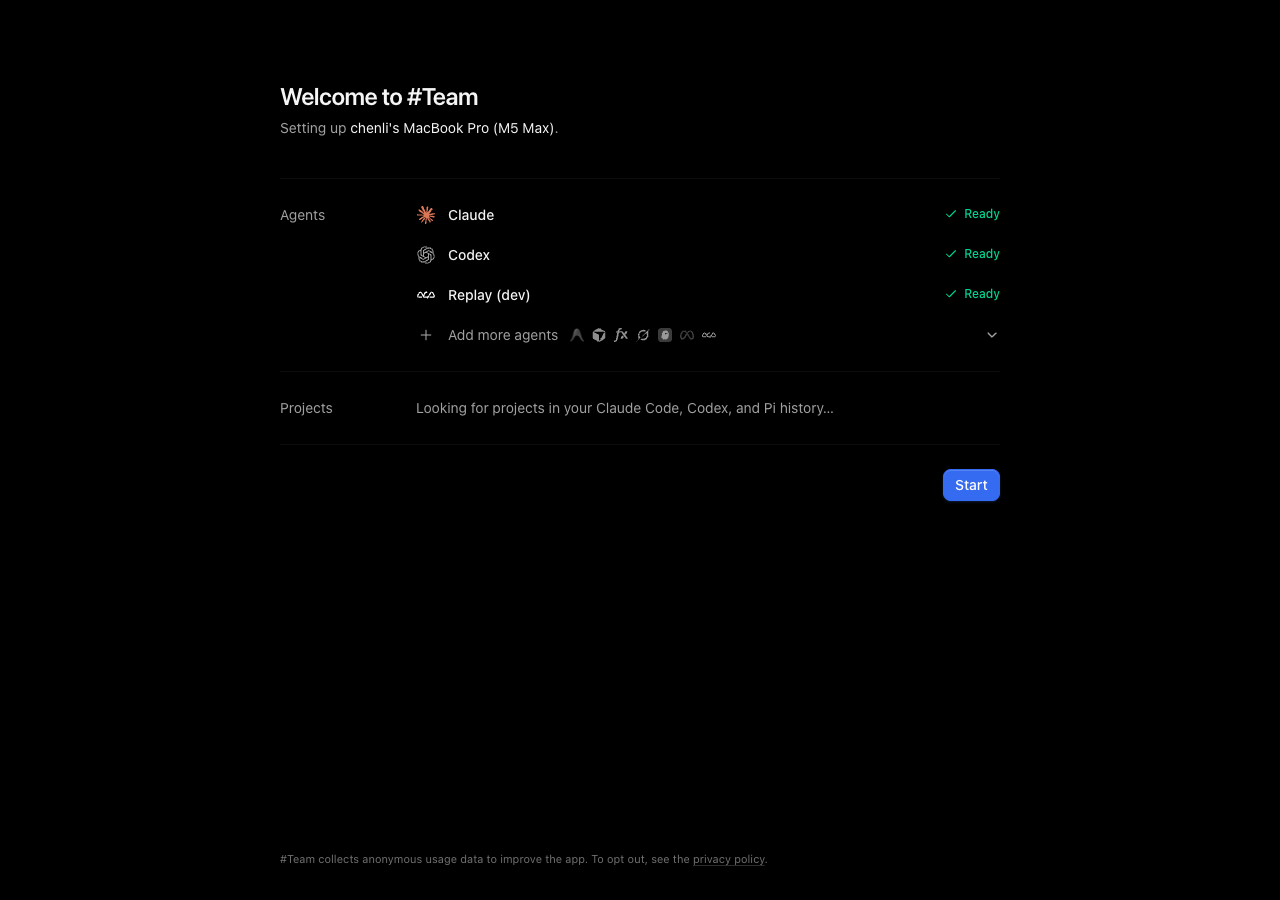 Welcome to #Team
Setting up chenli's MacBook Pro (M5 Max).
Agents
Claude
Ready
Codex
Ready
Replay (dev)
Ready
Add more agents
Projects
Looking for projects in your Claude Code, Codex, and Pi history...
Start
#Team collects anonymous usage data to improve the app. To opt out, see the privacy policy.